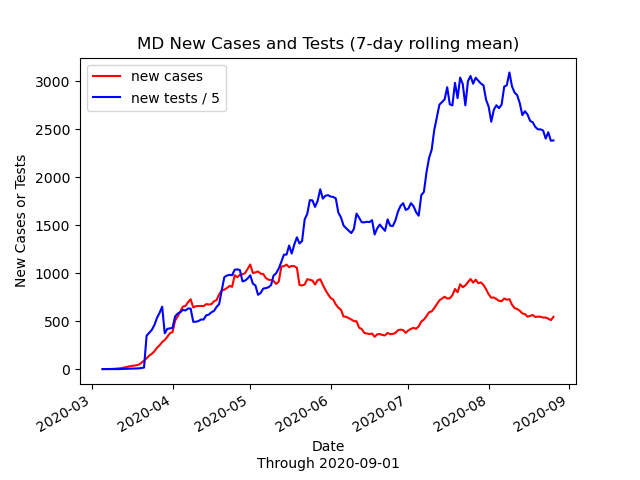 MD New Cases and Tests (7-day rolling mean)
new cases
new tests / 5
New Cases or Tests
3000
2500
2000
1500
1000
500
0
2020-03
2020-04
2020-05
2020-06
2020-07
2020-08
2020-09
Date
Through 2020-09-01